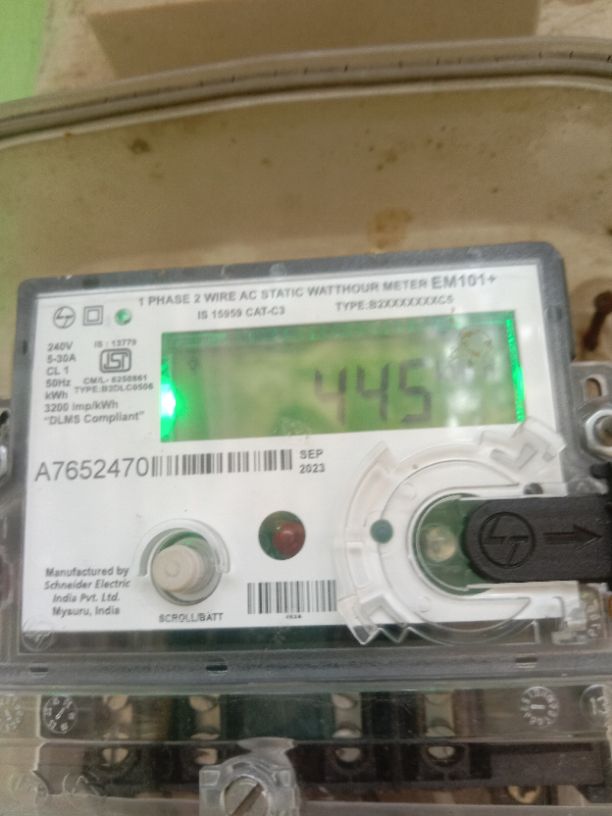 1 PHASE 2 WIRE AC STATIC WATTHOUR METER EM101+
IS 15959 CAT-C3 TYPE:B2XXXXXXXC5
240V
5-30A
CL 1
50Hz
kWh
3200 imp/kWh
"DLMS Compliant"
IS : 13779
ISI
CM/L- 8250861
TYPE:B2DLC0506
445
A7652470
SEP
2023
Manufactured by
Schneider Electric
India Pvt. Ltd.
Mysuru, India
SCROLL/BATT